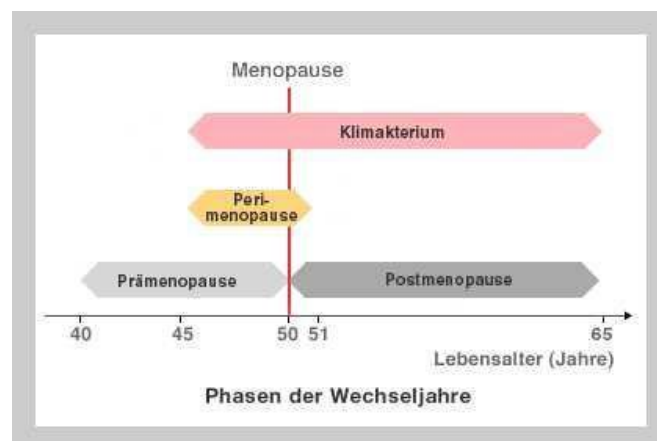 Menopause
Klimakterium
Peri-
menopause
Prämenopause
Postmenopause
40 45 50 51 65
Lebensalter (Jahre)
Phasen der Wechseljahre